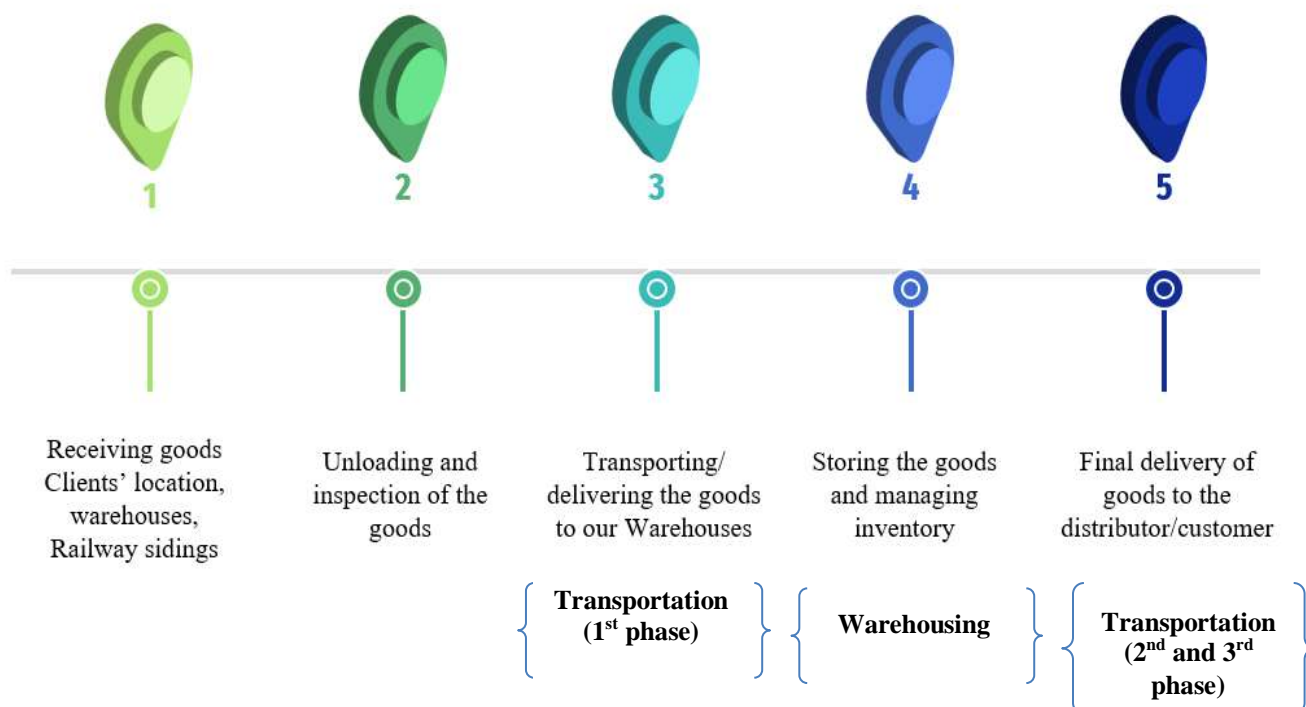 1
2
3
4
5
Receiving goods
Clients’ location,
warehouses,
Railway sidings
Unloading and
inspection of the
goods
Transporting/
delivering the goods
to our Warehouses
Storing the goods
and managing
inventory
Final delivery of
goods to the
distributor/customer
Transportation
(1st phase)
Warehousing
Transportation
(2nd and 3rd
phase)